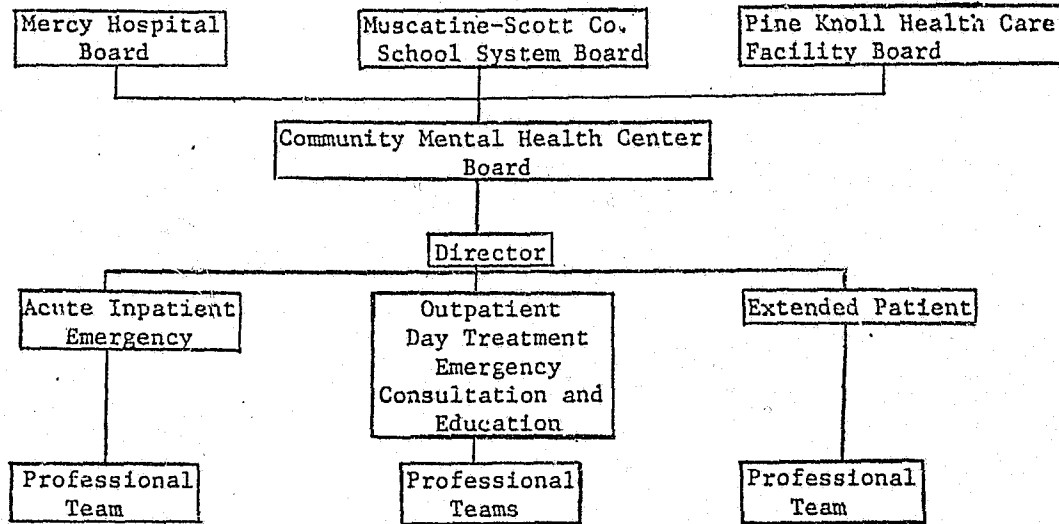 Mercy Hospital
Board
Muscatine-Scott Co.
School System Board
Pine Knoll Health Care
Facility Board
Community Mental Health Center
Board
Director
Acute Inpatient
Emergency
Outpatient
Day Treatment
Emergency
Consultation and
Education
Extended Patient
Professional
Team
Professional
Teams
Professional
Team